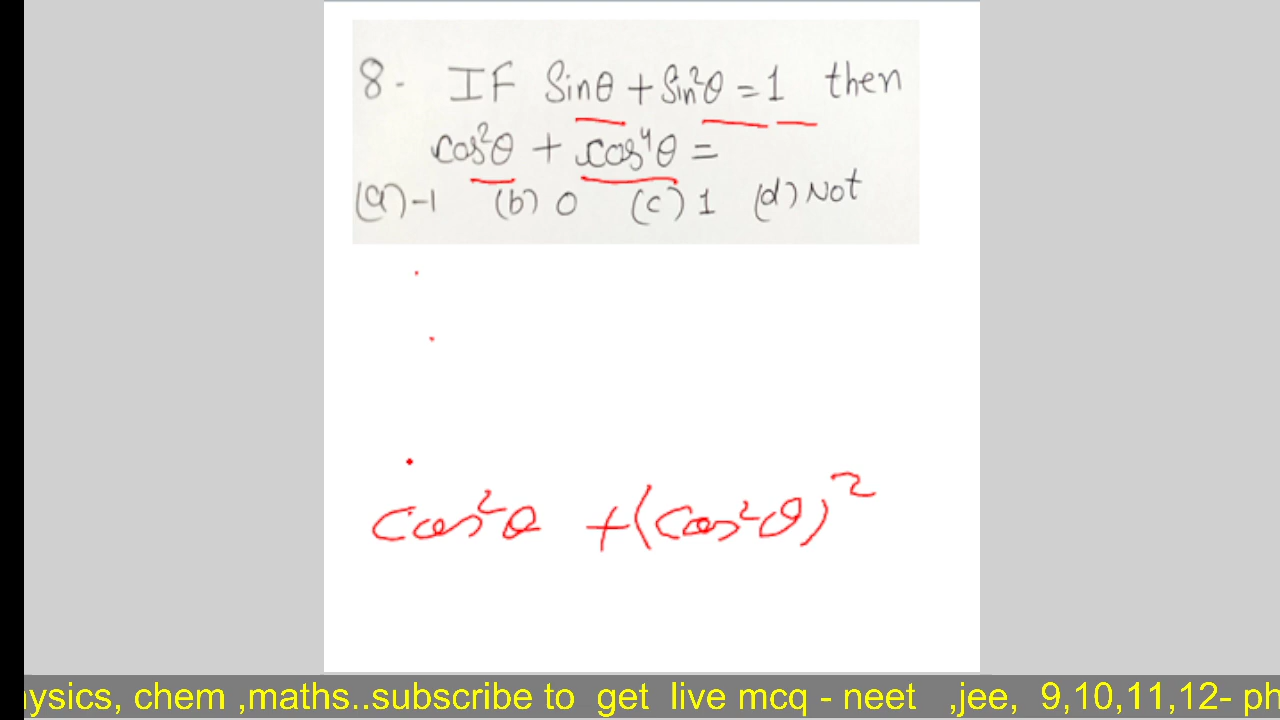 8. IF Sinθ + Sin²θ = 1 then
cos²θ + cos⁴θ =
(a) -1 (b) 0 (c) 1 (d) Not
cos²θ + (cos²θ)²
ysics, chem ,maths..subscribe to get live mcq - neet ,jee, 9,10,11,12- ph